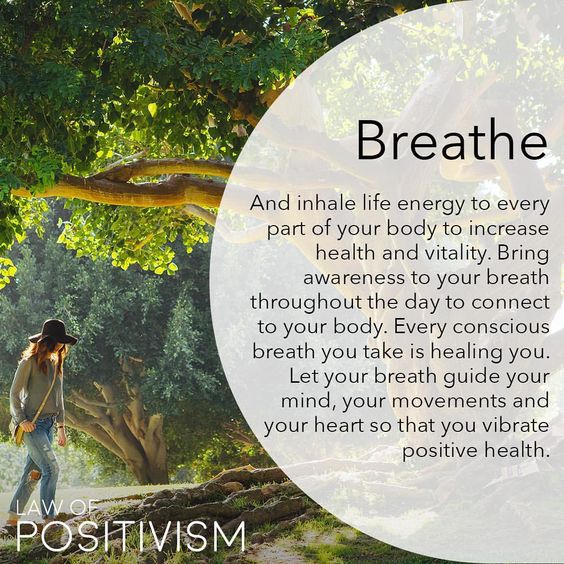 Breathe
And inhale life energy to every
part of your body to increase
health and vitality. Bring
awareness to your breath
throughout the day to connect
to your body. Every conscious
breath you take is healing you.
Let your breath guide your
mind, your movements and
your heart so that you vibrate
positive health.
LAW OF
POSITIVISM